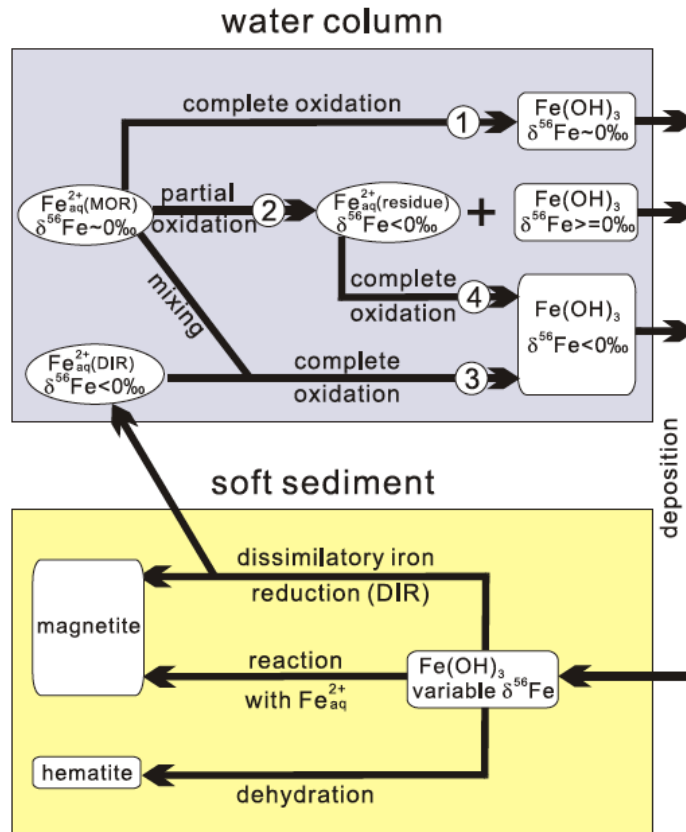 water column
complete oxidation
1
Fe(OH)₃
δ⁵⁶Fe~0‰
Fe²⁺aq(MOR)
δ⁵⁶Fe~0‰
partial
oxidation
2
Fe²⁺aq(residue)
δ⁵⁶Fe<0‰
+
Fe(OH)₃
δ⁵⁶Fe>=0‰
mixing
complete
oxidation
4
Fe(OH)₃
δ⁵⁶Fe<0‰
Fe²⁺aq(DIR)
δ⁵⁶Fe<0‰
complete
oxidation
3
deposition
soft sediment
dissimilatory iron
reduction (DIR)
magnetite
reaction
with Fe²⁺aq
Fe(OH)₃
variable δ⁵⁶Fe
hematite
dehydration